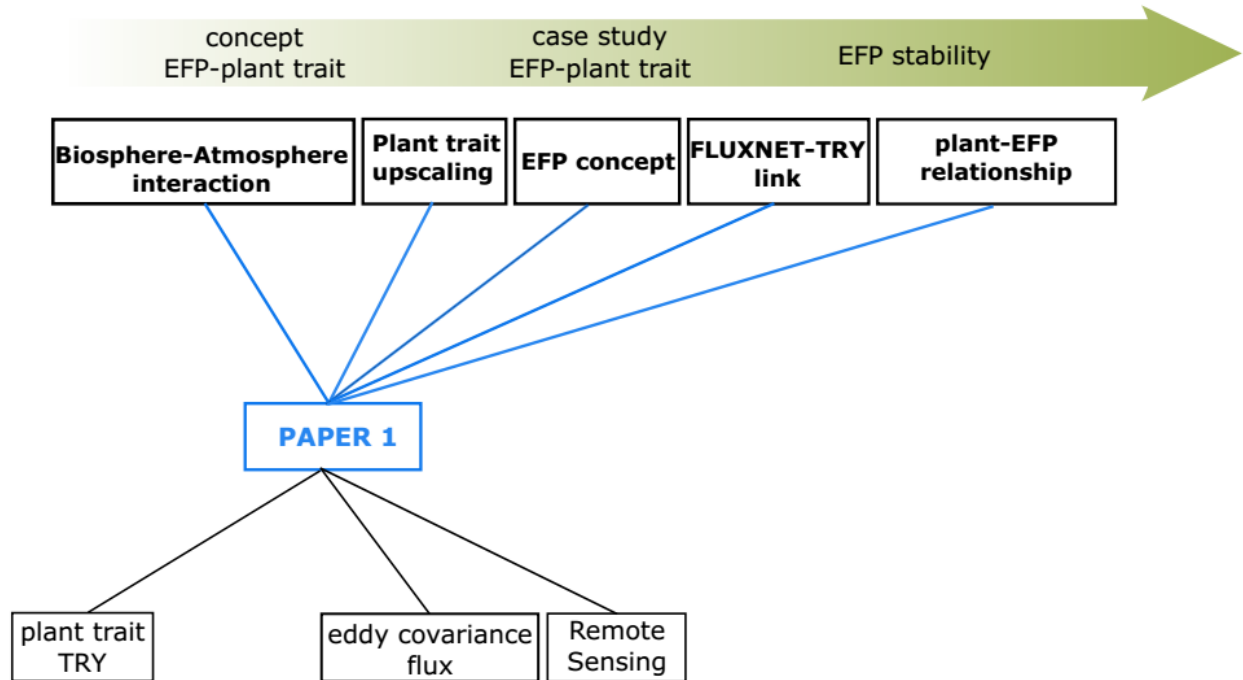 concept
EFP-plant trait
case study
EFP-plant trait
EFP stability
Biosphere-Atmosphere
interaction
Plant trait
upscaling
EFP concept
FLUXNET-TRY
link
plant-EFP
relationship
PAPER 1
plant trait
TRY
eddy covariance
flux
Remote
Sensing